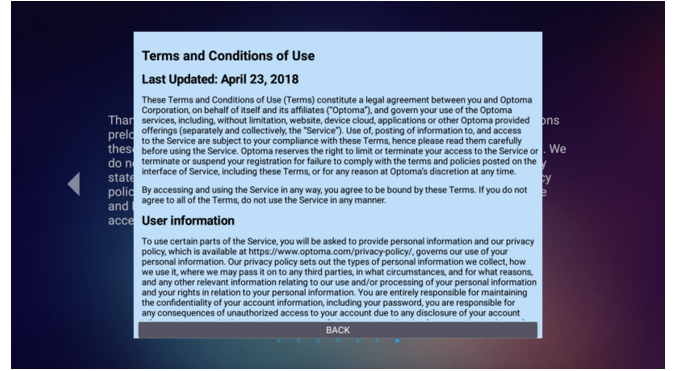 Terms and Conditions of Use
Last Updated: April 23, 2018
These Terms and Conditions of Use (Terms) constitute a legal agreement between you and Optoma
Corporation, on behalf of itself and its affiliates ("Optoma"), and govern your use of the Optoma
services, including, without limitation, website, device cloud, applications or other Optoma provided
offerings (separately and collectively, the "Service"). Use of, posting of information to, and access
to the Service are subject to your compliance with these Terms, hence please read them carefully
before using the Service. Optoma reserves the right to limit or terminate your access to the Service or
terminate or suspend your registration for failure to comply with the terms and policies posted on the
interface of Service, including these Terms, or for any reason at Optoma's discretion at any time.
By accessing and using the Service in any way, you agree to be bound by these Terms. If you do not
agree to all of the Terms, do not use the Service in any manner.
User information
To use certain parts of the Service, you will be asked to provide personal information and our privacy
policy, which is available at https://www.optoma.com/privacy-policy/, governs our use of your
personal information. Our privacy policy sets out the types of personal information we collect, how
we use it, where we may pass it on to any third parties, in what circumstances, and for what reasons,
and any other relevant information relating to our use and/or processing of your personal information
and your rights in relation to your personal information. You are entirely responsible for maintaining
the confidentiality of your account information, including your password, you are responsible for
any consequences of unauthorized access to your account due to any disclosure of your account
BACK